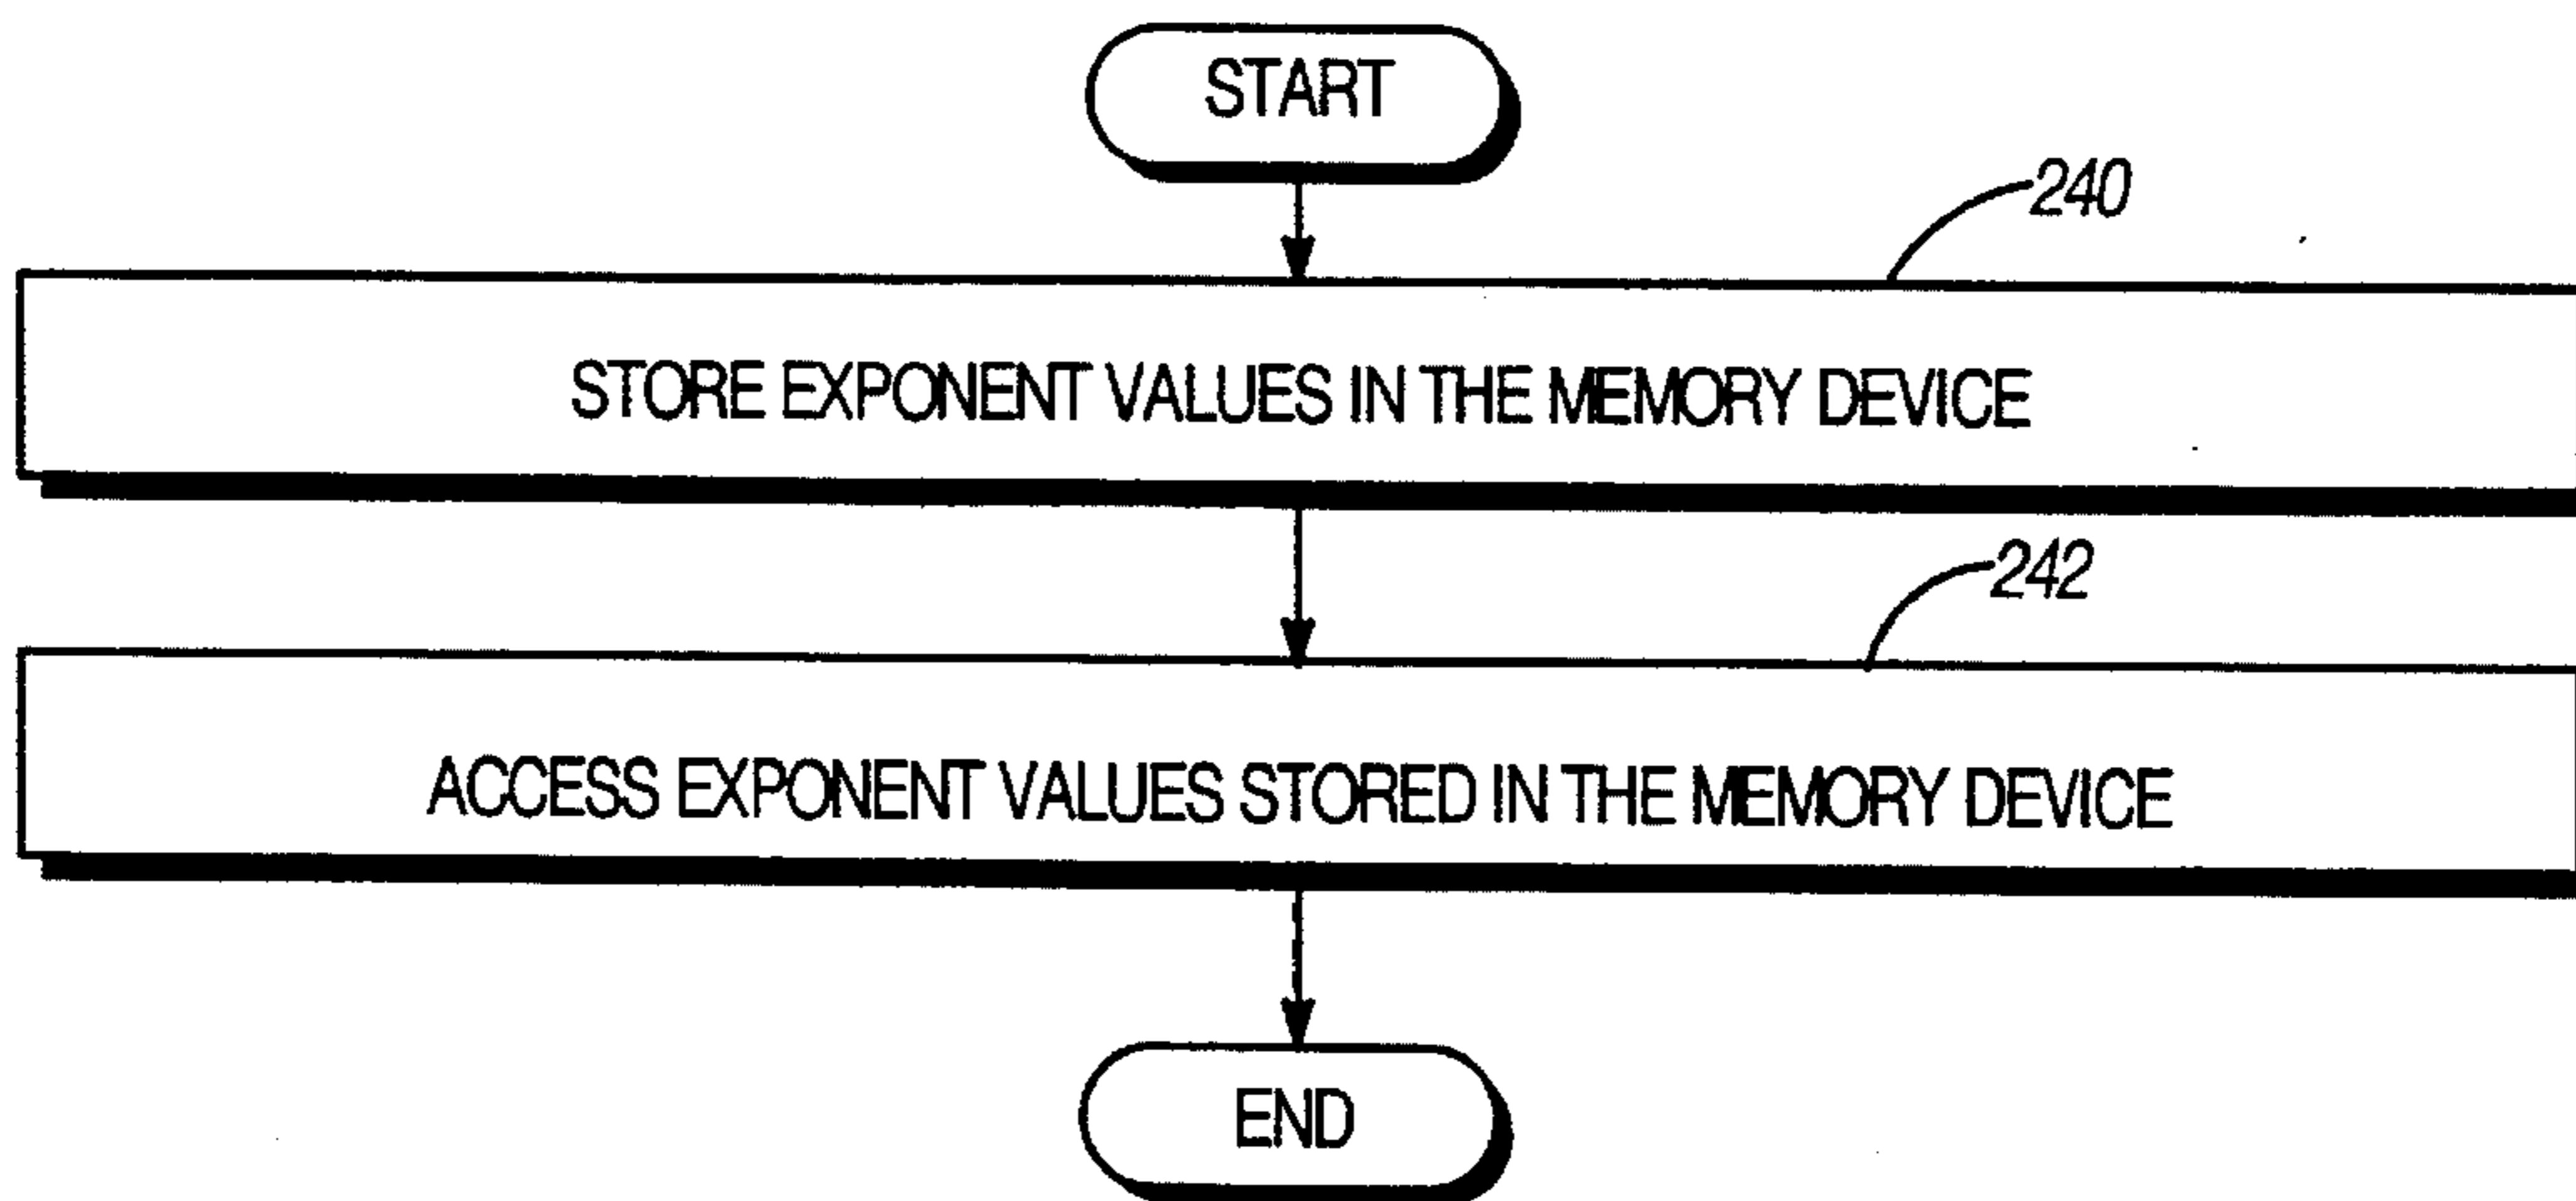 START
240
STORE EXPONENT VALUES IN THE MEMORY DEVICE
242
ACCESS EXPONENT VALUES STORED IN THE MEMORY DEVICE
END